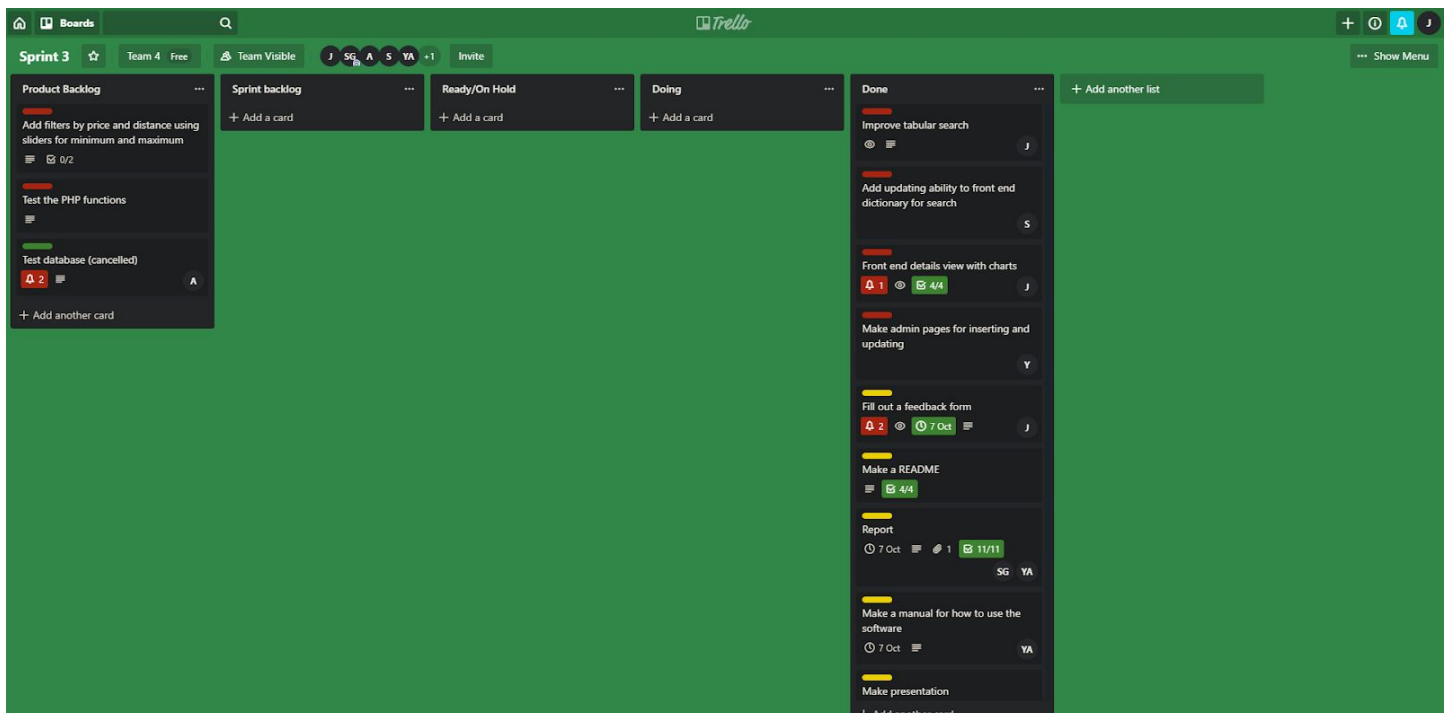 Boards
Trello
J
Sprint 3
Team 4 Free
Team Visible
J SG A S YA +1
Invite
Show Menu
Product Backlog
Add filters by price and distance using
sliders for minimum and maximum
0/2
Test the PHP functions
Test database (cancelled)
2
A
+ Add another card
Sprint backlog
+ Add a card
Ready/On Hold
+ Add a card
Doing
+ Add a card
Done
Improve tabular search
J
Add updating ability to front end
dictionary for search
S
Front end details view with charts
1 4/4
J
Make admin pages for inserting and
updating
Y
Fill out a feedback form
2 7 Oct
J
Make a README
4/4
Report
7 Oct 1 11/11
SG YA
Make a manual for how to use the
software
7 Oct
YA
Make presentation
+ Add another card
+ Add another list